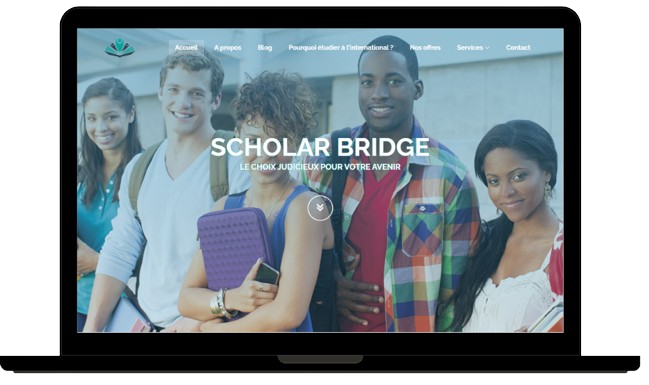 Accueil A propos Blog Pourquoi étudier à l'international ? Nos offres Services Contact
SCHOLAR BRIDGE
LE CHOIX JUDICIEUX POUR VOTRE AVENIR